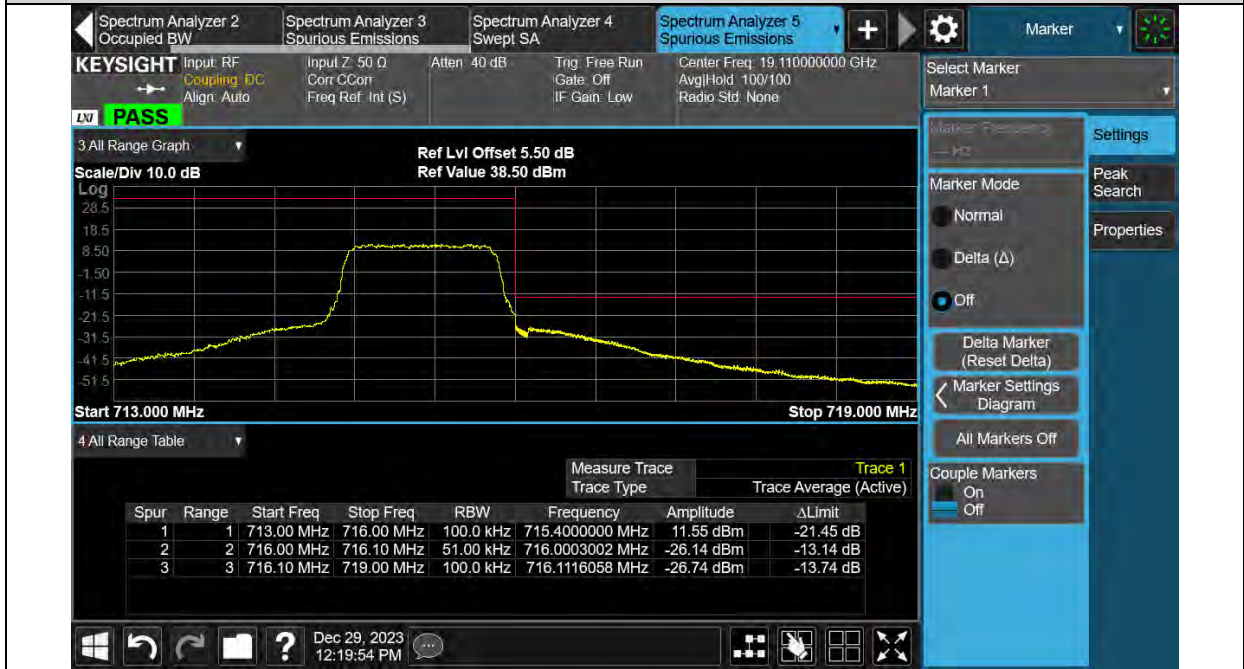 Spectrum Analyzer 2
Occupied BW
Spectrum Analyzer 3
Spurious Emissions
Spectrum Analyzer 4
Swept SA
Spectrum Analyzer 5
Spurious Emissions
+
Marker
KEYSIGHT
Input: RF
Coupling: DC
Align: Auto
Input Z: 50 Ω
Corr CCorr
Freq Ref: Int (S)
Atten: 40 dB
Trig: Free Run
Gate: Off
IF Gain: Low
Center Freq: 19.110000000 GHz
Avg|Hold: 100/100
Radio Std: None
LXI PASS
Select Marker
Marker 1
3 All Range Graph
Ref Lvl Offset 5.50 dB
Scale/Div 10.0 dB Ref Value 38.50 dBm
Log
28.5
18.5
8.50
-1.50
-11.5
-21.5
-31.5
-41.5
-51.5
Start 713.000 MHz Stop 719.000 MHz
Marker Frequency
--- Hz
Settings
Marker Mode
Peak Search
Normal
Properties
Delta (Δ)
Off
Delta Marker
(Reset Delta)
Marker Settings
Diagram
All Markers Off
Couple Markers
On
Off
4 All Range Table
Measure Trace Trace 1
Trace Type Trace Average (Active)
Spur Range Start Freq Stop Freq RBW Frequency Amplitude ΔLimit
1 1 713.00 MHz 716.00 MHz 100.0 kHz 715.4000000 MHz 11.55 dBm -21.45 dB
2 2 716.00 MHz 716.10 MHz 51.00 kHz 716.0003002 MHz -26.14 dBm -13.14 dB
3 3 716.10 MHz 719.00 MHz 100.0 kHz 716.1116058 MHz -26.74 dBm -13.74 dB
?
Dec 29, 2023
12:19:54 PM